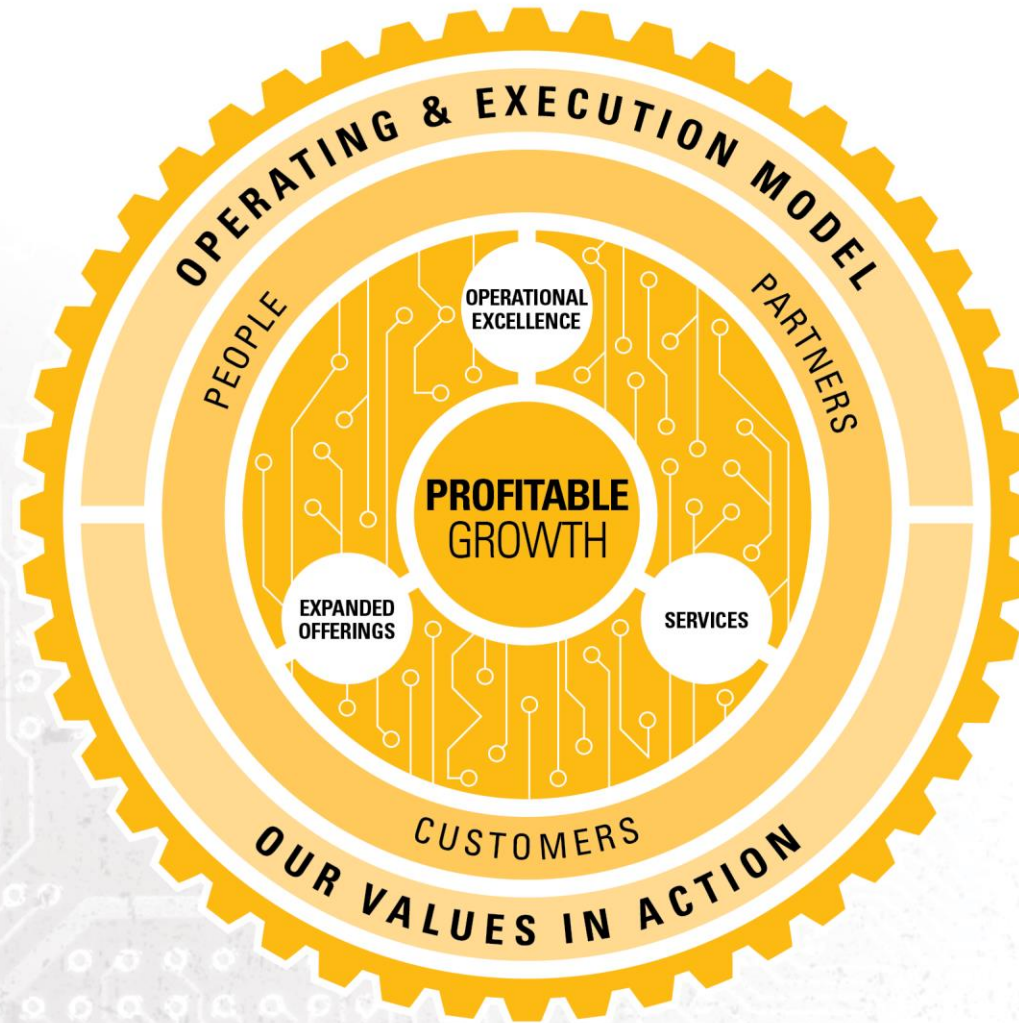 OPERATING & EXECUTION MODEL
PEOPLE
PARTNERS
OPERATIONAL
EXCELLENCE
PROFITABLE
GROWTH
EXPANDED
OFFERINGS
SERVICES
CUSTOMERS
OUR VALUES IN ACTION